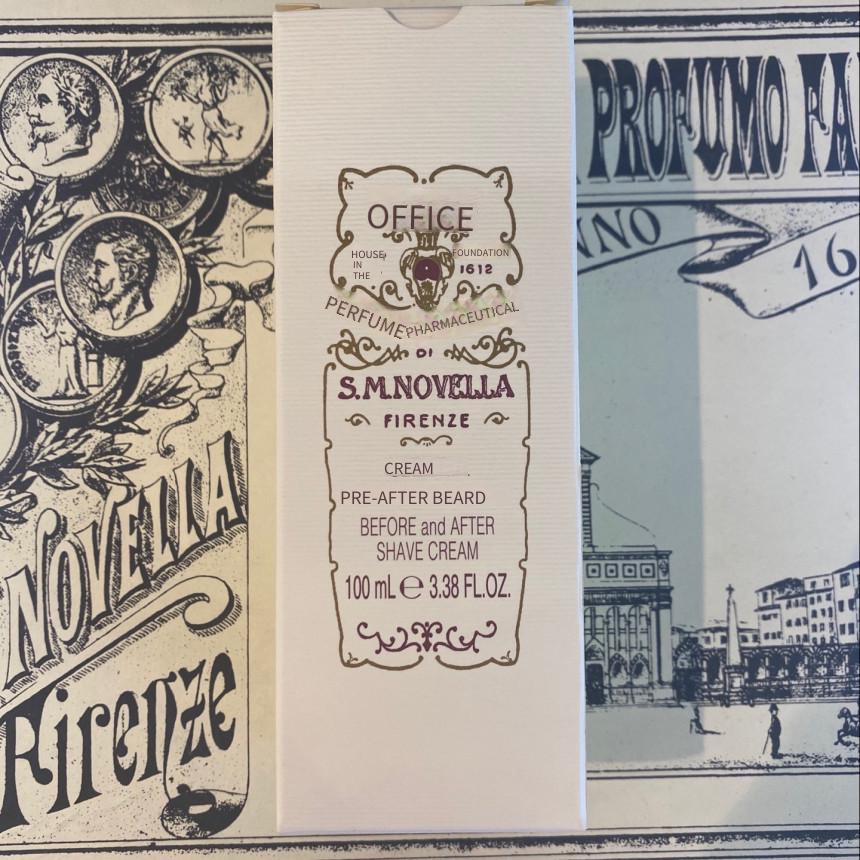 OFFICE
HOUSE
IN
THE
FOUNDATION
1612
PERFUME PHARMACEUTICAL
DI
S.M.NOVELLA
FIRENZE
CREAM
PRE-AFTER BEARD
BEFORE and AFTER
SHAVE CREAM
100 mL ℮ 3.38 FL.OZ.
NOVELLA
Firenze
PROFUMO FA
NNO
16